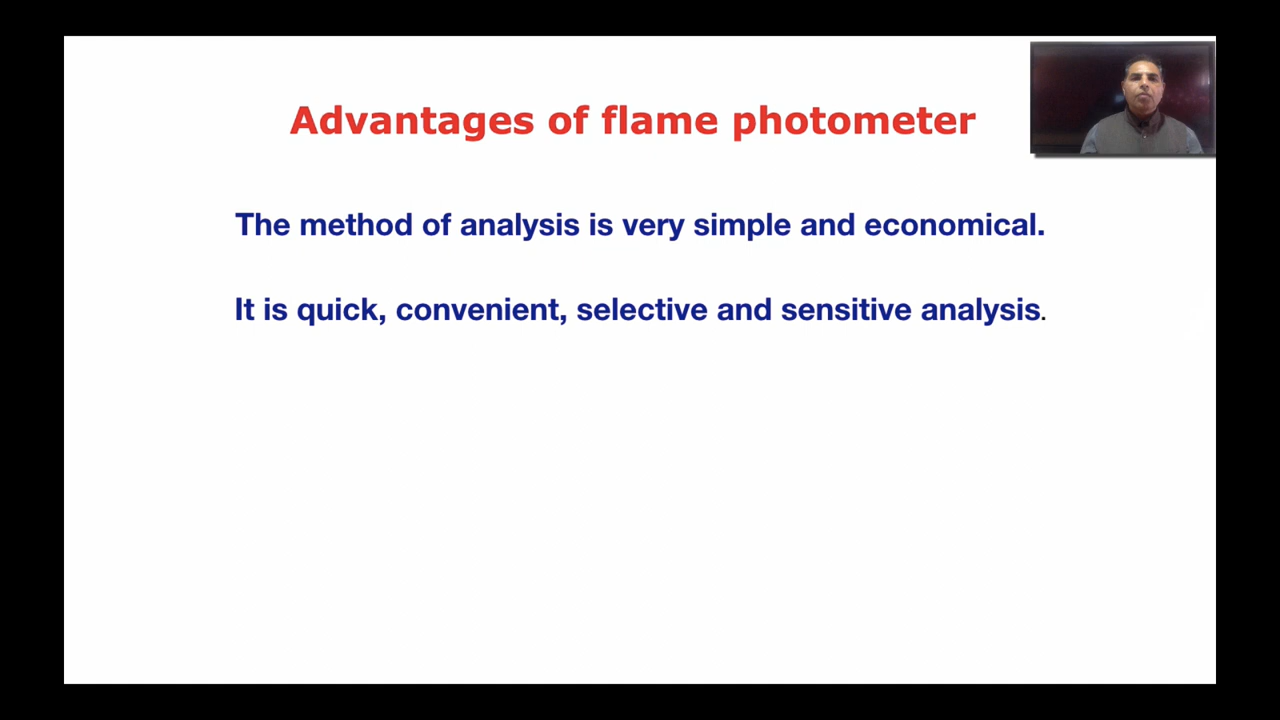 Advantages of flame photometer
The method of analysis is very simple and economical.
It is quick, convenient, selective and sensitive analysis.